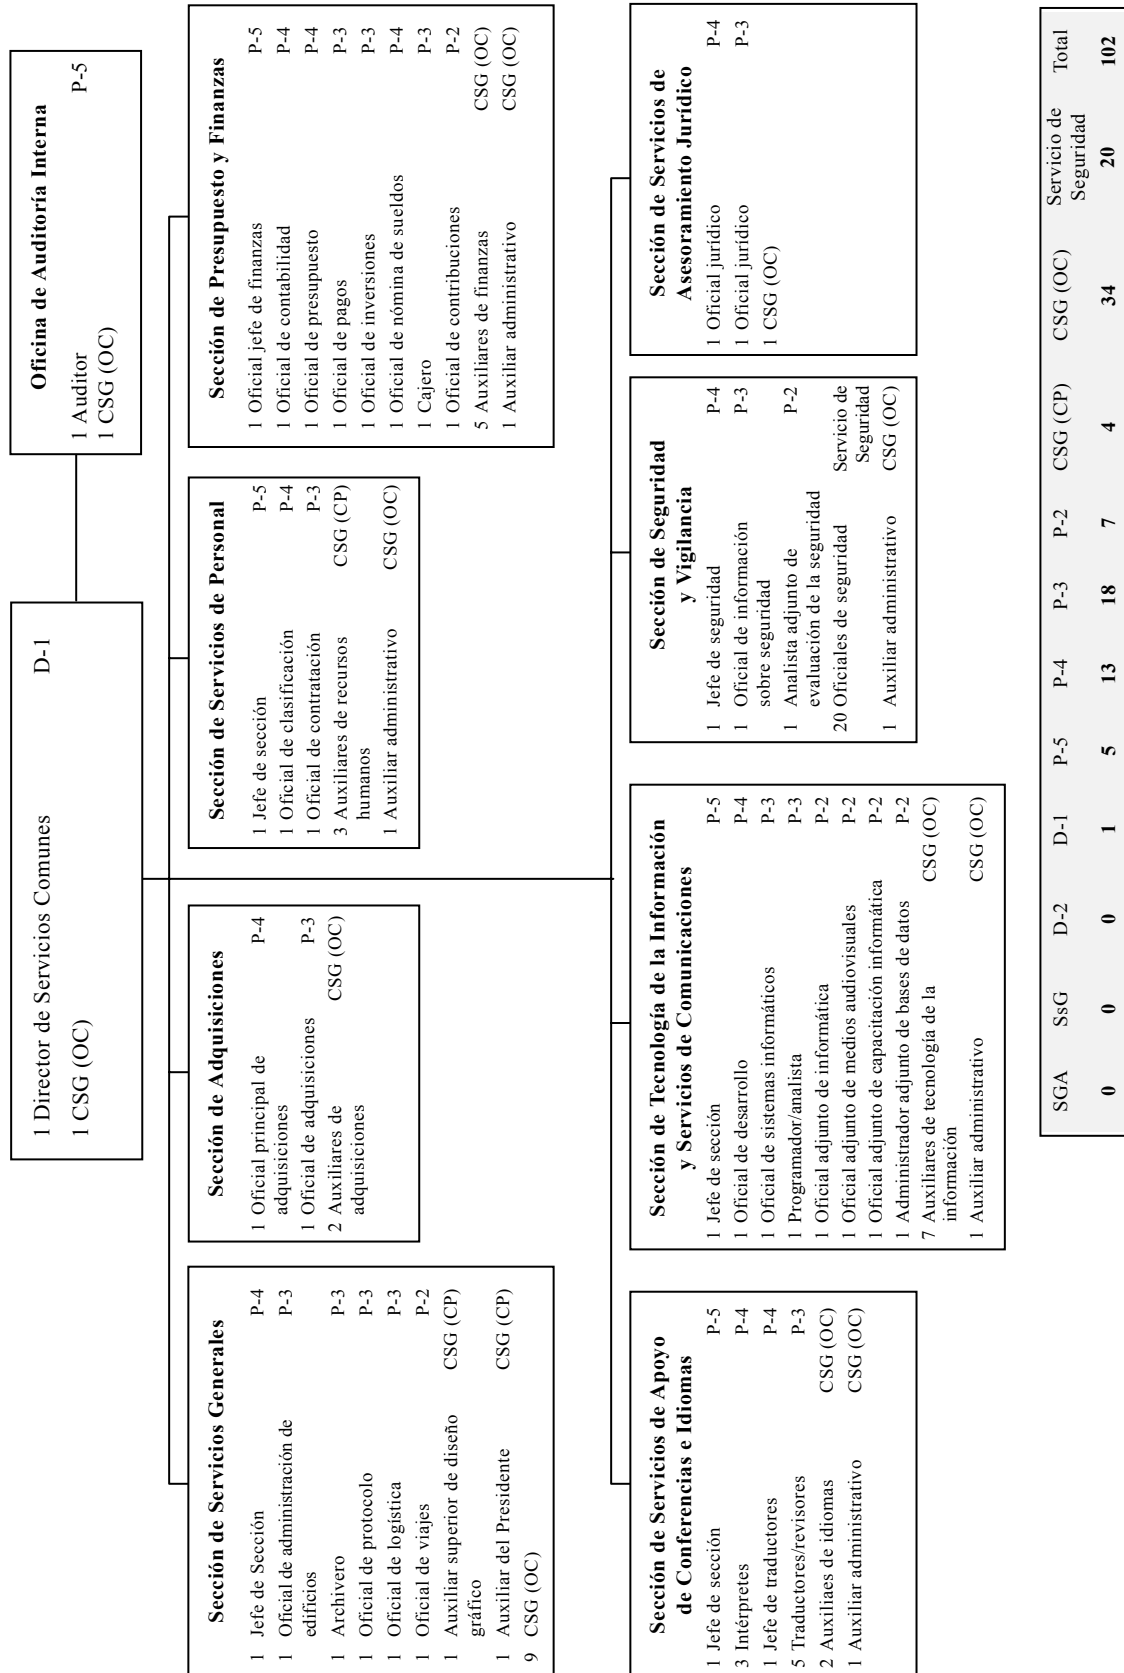 1 Director de Servicios Comunes D-1
1 CSG (OC)
Oficina de Auditoría Interna
1 Auditor P-5
1 CSG (OC)
Sección de Servicios Generales
1 Jefe de Sección P-4
1 Oficial de administración de P-3
edificios
1 Archivero P-3
1 Oficial de protocolo P-3
1 Oficial de logística P-3
1 Oficial de viajes P-2
1 Auxiliar superior de diseño
gráfico CSG (CP)
1 Auxiliar del Presidente CSG (CP)
9 CSG (OC)
Sección de Adquisiciones
1 Oficial principal de P-4
adquisiciones
1 Oficial de adquisiciones P-3
2 Auxiliares de CSG (OC)
adquisiciones
Sección de Servicios de Personal
1 Jefe de sección P-5
1 Oficial de clasificación P-4
1 Oficial de contratación P-3
3 Auxiliares de recursos CSG (CP)
humanos
1 Auxiliar administrativo CSG (OC)
Sección de Presupuesto y Finanzas
1 Oficial jefe de finanzas P-5
1 Oficial de contabilidad P-4
1 Oficial de presupuesto P-4
1 Oficial de pagos P-3
1 Oficial de inversiones P-3
1 Oficial de nómina de sueldos P-4
1 Cajero P-3
1 Oficial de contribuciones P-2
5 Auxiliares de finanzas CSG (OC)
1 Auxiliar administrativo CSG (OC)
Sección de Servicios de Apoyo
de Conferencias e Idiomas
1 Jefe de sección P-5
3 Intérpretes P-4
1 Jefe de traductores P-4
5 Traductores/revisores P-3
2 Auxiliaes de idiomas CSG (OC)
1 Auxiliar administrativo CSG (OC)
Sección de Tecnología de la Información
y Servicios de Comunicaciones
1 Jefe de sección P-5
1 Oficial de desarrollo P-4
1 Oficial de sistemas informáticos P-3
1 Programador/analista P-3
1 Oficial adjunto de informática P-2
1 Oficial adjunto de medios audiovisuales P-2
1 Oficial adjunto de capacitación informática P-2
1 Administrador adjunto de bases de datos P-2
7 Auxiliares de tecnología de la CSG (OC)
información
1 Auxiliar administrativo CSG (OC)
Sección de Seguridad
y Vigilancia
1 Jefe de seguridad P-4
1 Oficial de información P-3
sobre seguridad
1 Analista adjunto de P-2
evaluación de la seguridad
20 Oficiales de seguridad Servicio de
Seguridad
1 Auxiliar administrativo CSG (OC)
Sección de Servicios de
Asesoramiento Jurídico
1 Oficial jurídico P-4
1 Oficial jurídico P-3
1 CSG (OC)
SGA SsG D-2 D-1 P-5 P-4 P-3 P-2 CSG (CP) CSG (OC) Servicio de Seguridad Total
0 0 0 1 5 13 18 7 4 34 20 102